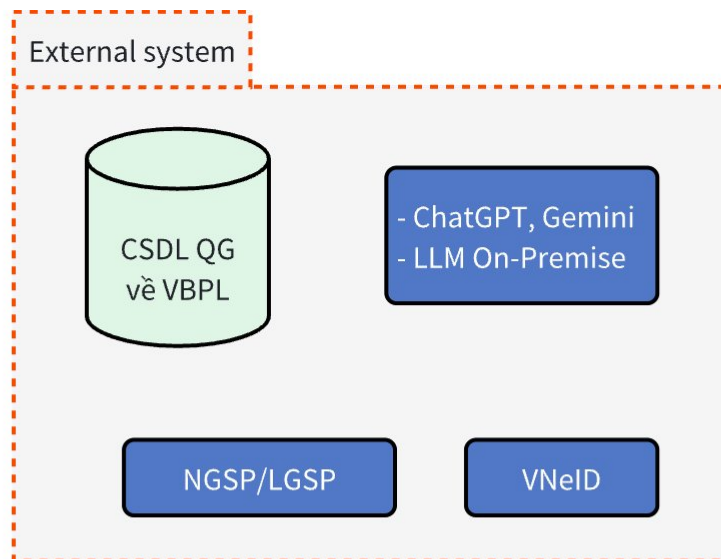 External system
CSDL QG
về VBPL
- ChatGPT, Gemini
- LLM On-Premise
NGSP/LGSP
VNeID